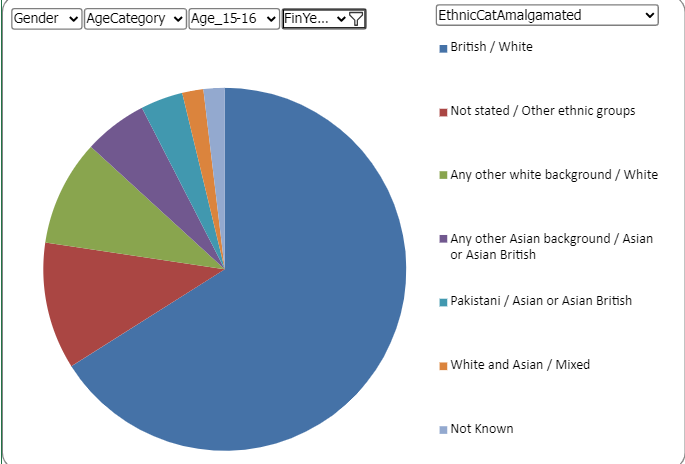 Gender AgeCategory Age_15-16 FinYe...
EthnicCatAmalgamated
British / White
Not stated / Other ethnic groups
Any other white background / White
Any other Asian background / Asian
or Asian British
Pakistani / Asian or Asian British
White and Asian / Mixed
Not Known